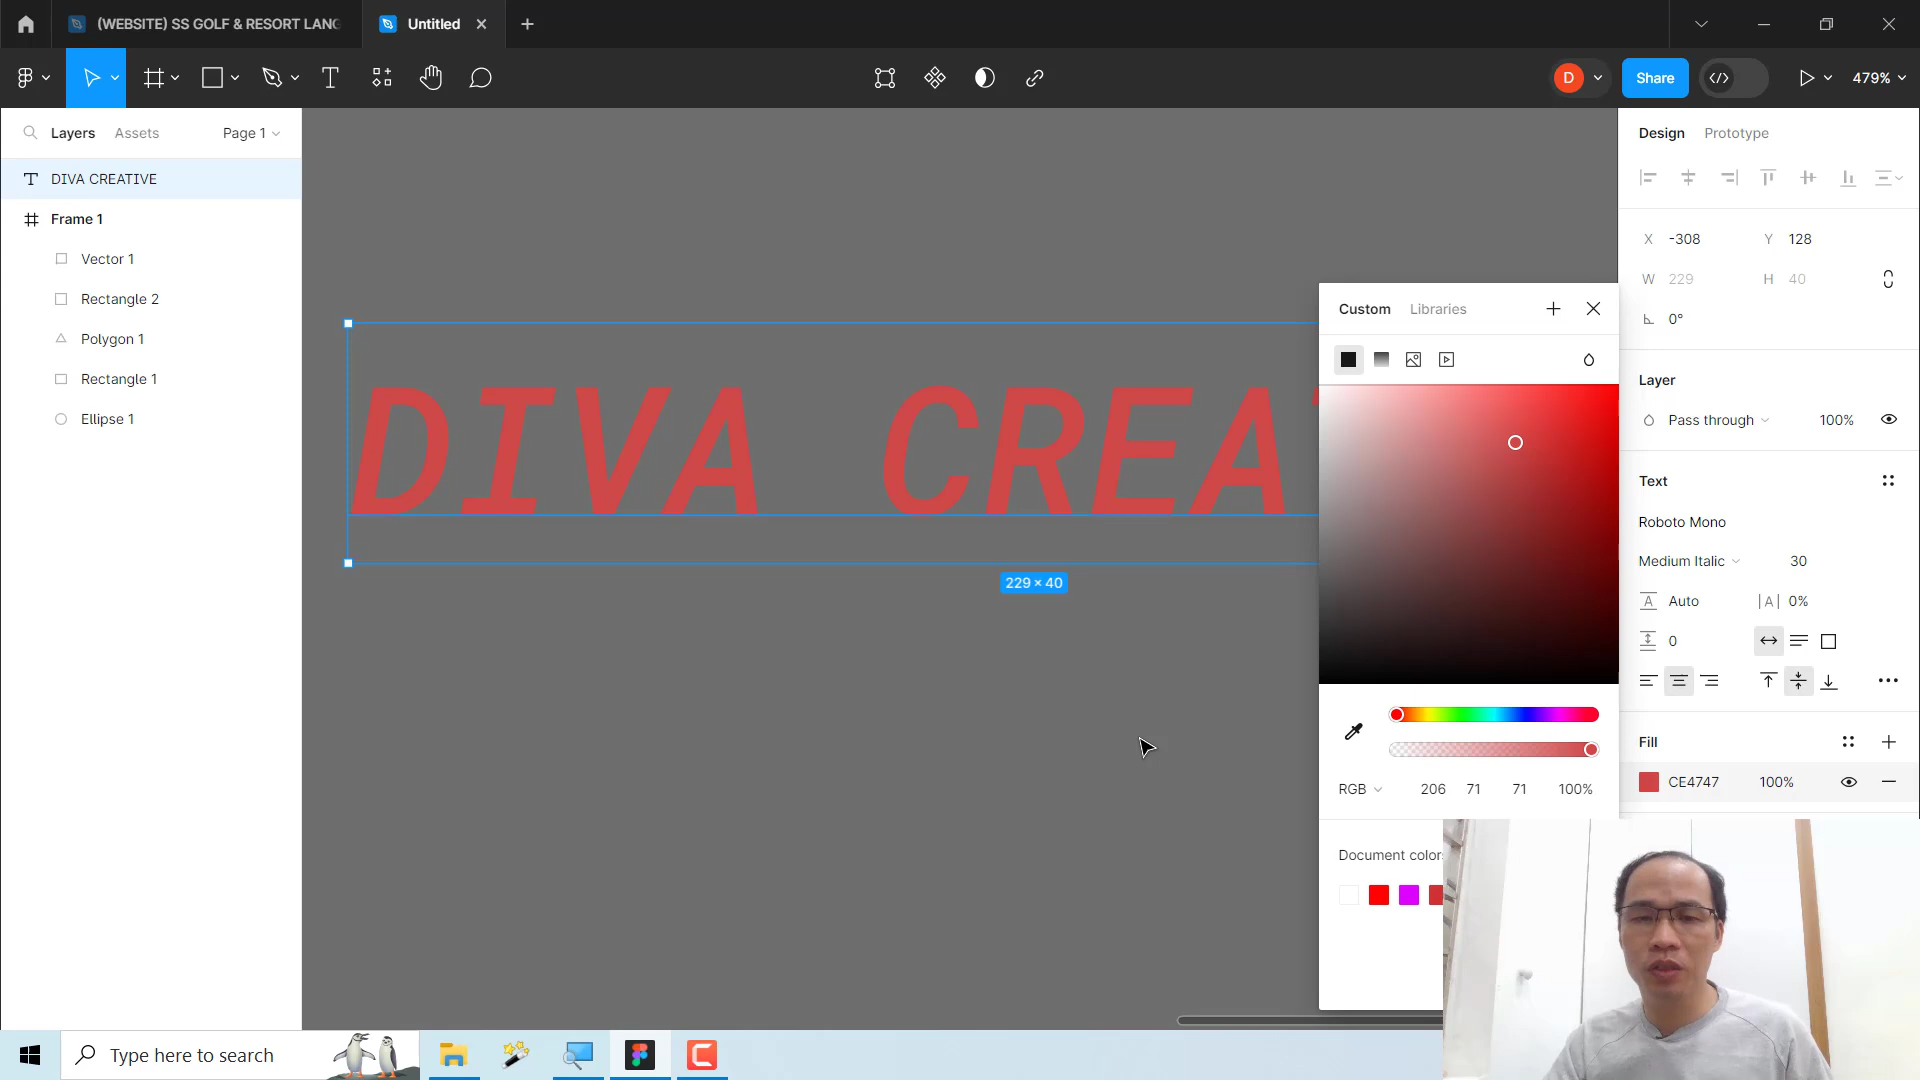 (WEBSITE) SS GOLF & RESORT LANG
Untitled
D
Share
479%
Layers
Assets
Page 1
DIVA CREATIVE
Frame 1
Vector 1
Rectangle 2
Polygon 1
Rectangle 1
Ellipse 1
DIVA CREAT
229 × 40
Custom
Libraries
RGB
206
71
71
100%
Document colors
Design
Prototype
X
-308
Y
128
W
229
H
40
0°
Layer
Pass through
100%
Text
Roboto Mono
Medium Italic
30
Auto
0%
0
Fill
CE4747
100%
Type here to search